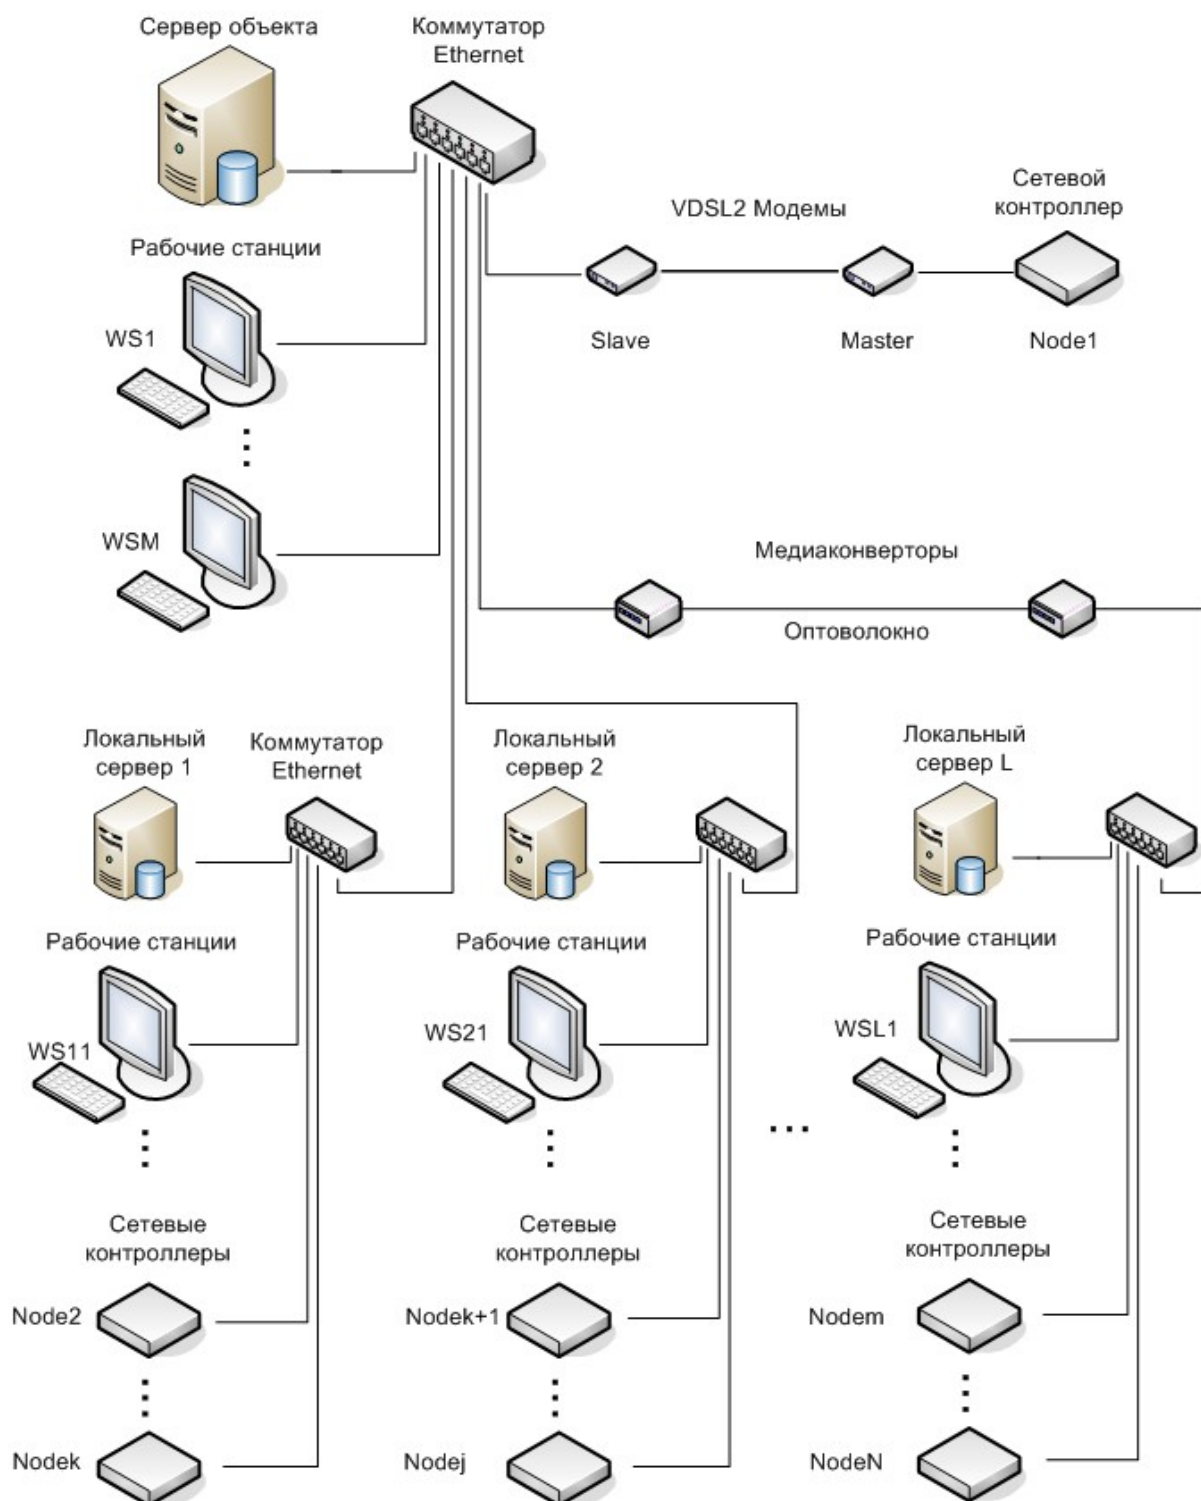 Сервер объекта
Коммутатор
Ethernet
VDSL2 Модемы
Сетевой
контроллер
Рабочие станции
WS1
Slave
Master
Node1
WSM
Медиаконверторы
Оптоволокно
Локальный
сервер 1
Коммутатор
Ethernet
Локальный
сервер 2
Локальный
сервер L
Рабочие станции
Рабочие станции
Рабочие станции
WS11
WS21
WSL1
Сетевые
контроллеры
Сетевые
контроллеры
Сетевые
контроллеры
Node2
Nodek+1
Nodem
Nodek
Nodej
NodeN